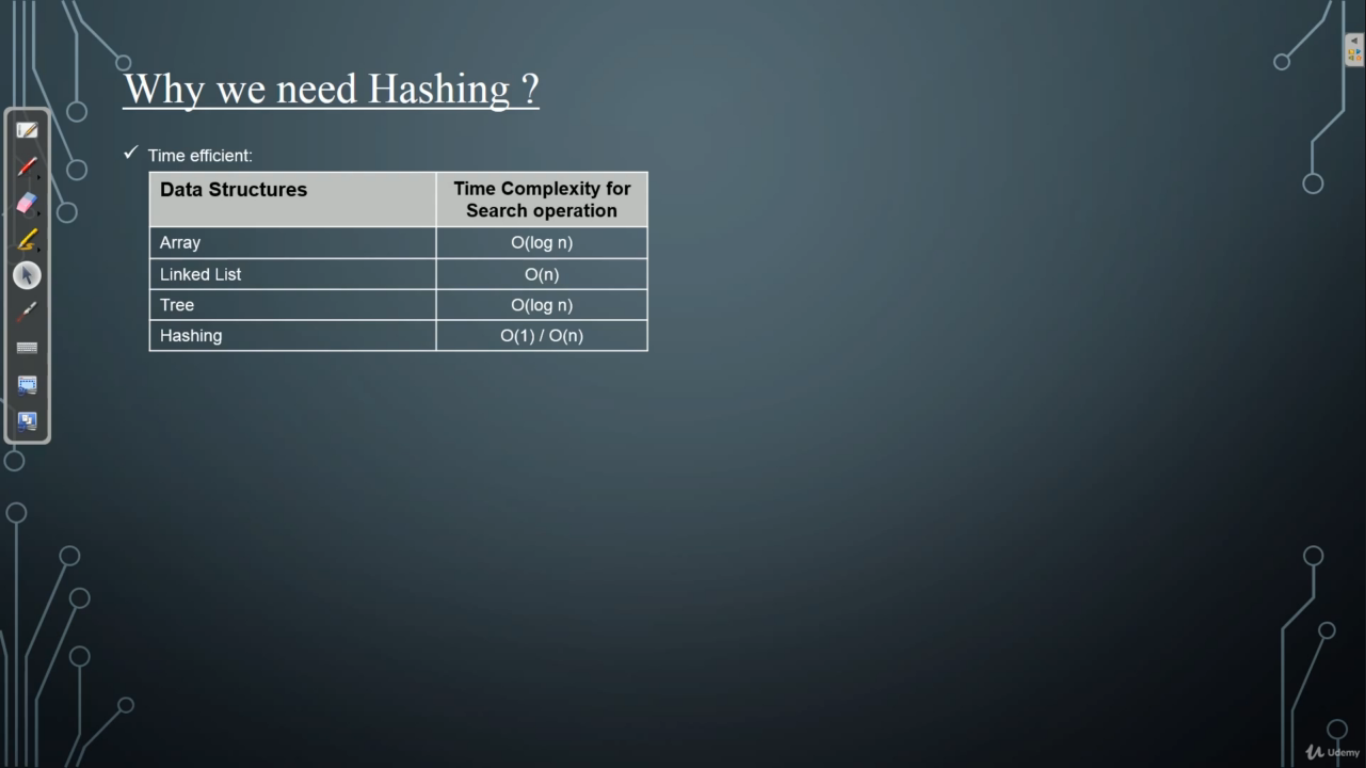 Why we need Hashing ?
✓ Time efficient:
Data Structures
Time Complexity for
Search operation
Array
O(log n)
Linked List
O(n)
Tree
O(log n)
Hashing
O(1) / O(n)
Udemy